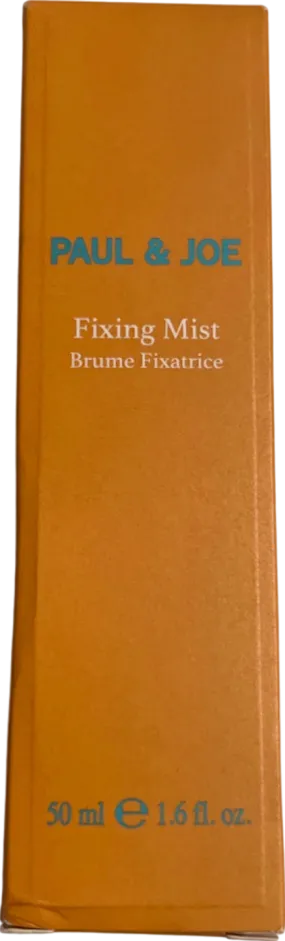 PAUL & JOE
Fixing Mist
Brume Fixatrice
50 ml ℮ 1.6 fl. oz.